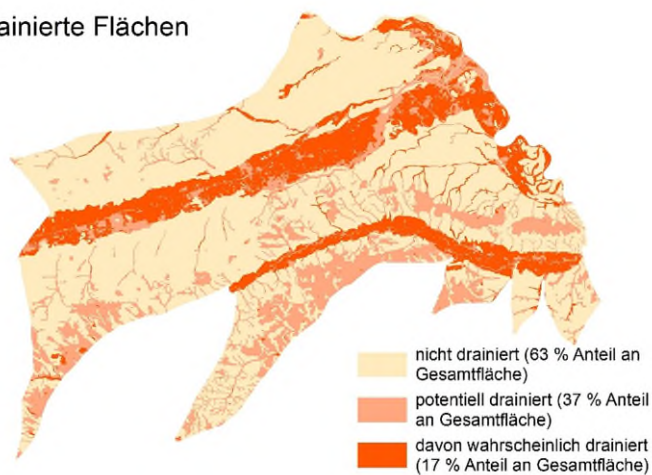 ainierte Flächen
nicht drainiert (63 % Anteil an
Gesamtfläche)
potentiell drainiert (37 % Anteil
an Gesamtfläche)
davon wahrscheinlich drainiert
(17 % Anteil an Gesamtfläche)